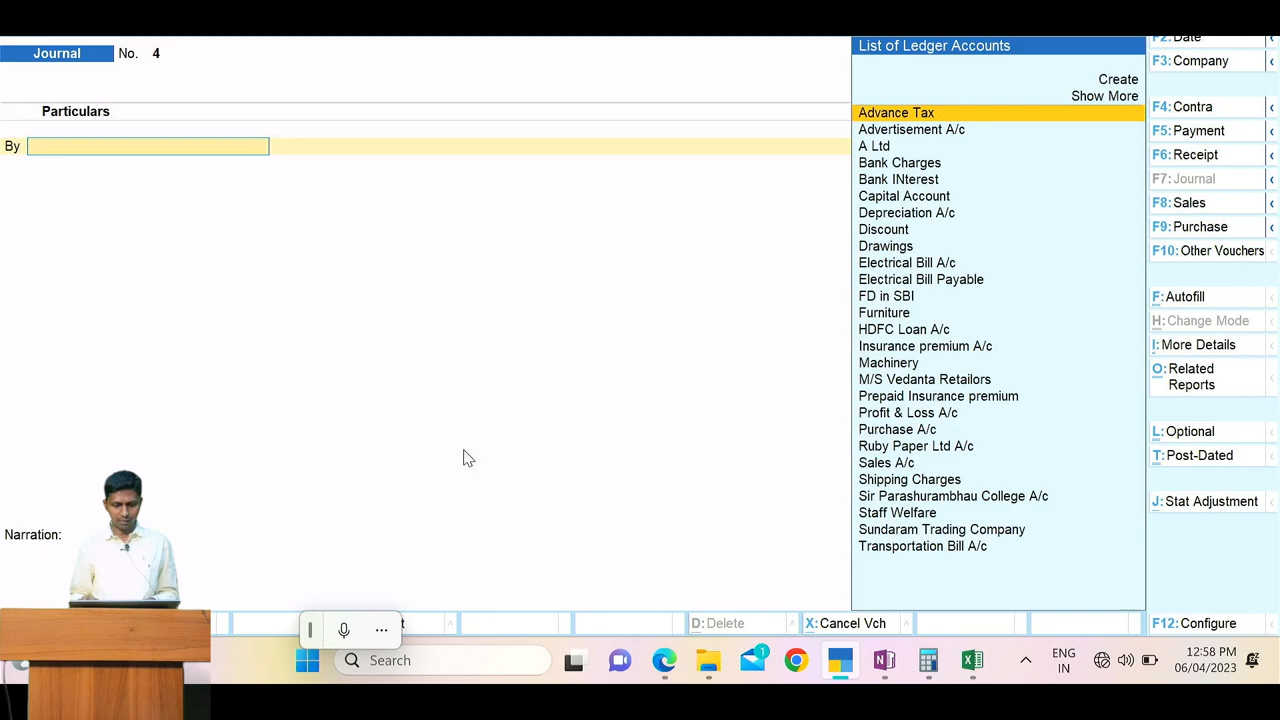 F2: Date
Journal No. 4
List of Ledger Accounts
F3: Company
Create
Show More
F4: Contra
Particulars
Advance Tax
Advertisement A/c
F5: Payment
By
A Ltd
F6: Receipt
Bank Charges
Bank INterest
F7: Journal
Capital Account
F8: Sales
Depreciation A/c
Discount
F9: Purchase
Drawings
F10: Other Vouchers
Electrical Bill A/c
Electrical Bill Payable
FD in SBI
F: Autofill
Furniture
H: Change Mode
HDFC Loan A/c
Insurance premium A/c
I: More Details
Machinery
O: Related
Reports
M/S Vedanta Retailors
Prepaid Insurance premium
Profit & Loss A/c
Purchase A/c
L: Optional
Ruby Paper Ltd A/c
T: Post-Dated
Sales A/c
Shipping Charges
Sir Parashurambhau College A/c
J: Stat Adjustment
Staff Welfare
Sundaram Trading Company
Narration:
Transportation Bill A/c
D: Delete
X: Cancel Vch
F12: Configure
Search
1
ENG
IN
12:58 PM
06/04/2023